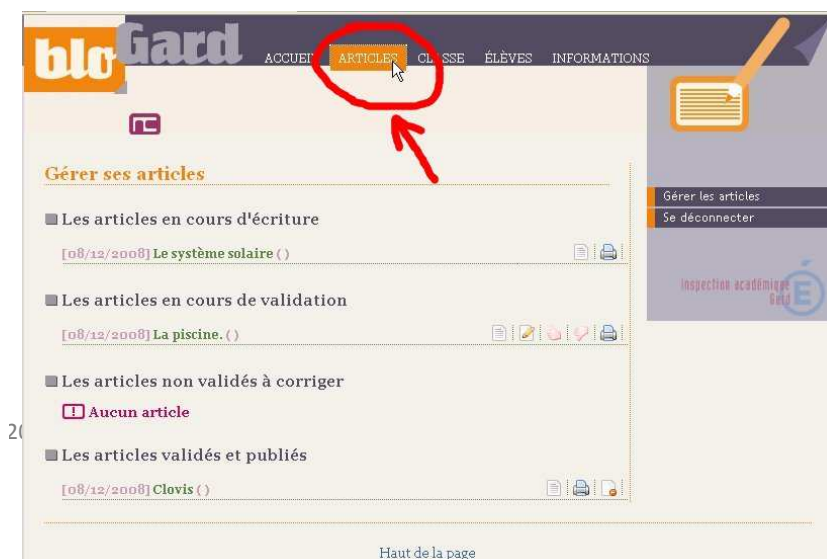 bloGard
ACCUEIL ARTICLES CLASSE ÉLÈVES INFORMATIONS
Gérer ses articles
Gérer les articles
Se déconnecter
Les articles en cours d'écriture
[08/12/2008] Le système solaire ( )
inspection académique
Gard
Les articles en cours de validation
[08/12/2008] La piscine. ( )
Les articles non validés à corriger
Aucun article
20
Les articles validés et publiés
[08/12/2008] Clovis ( )
Haut de la page